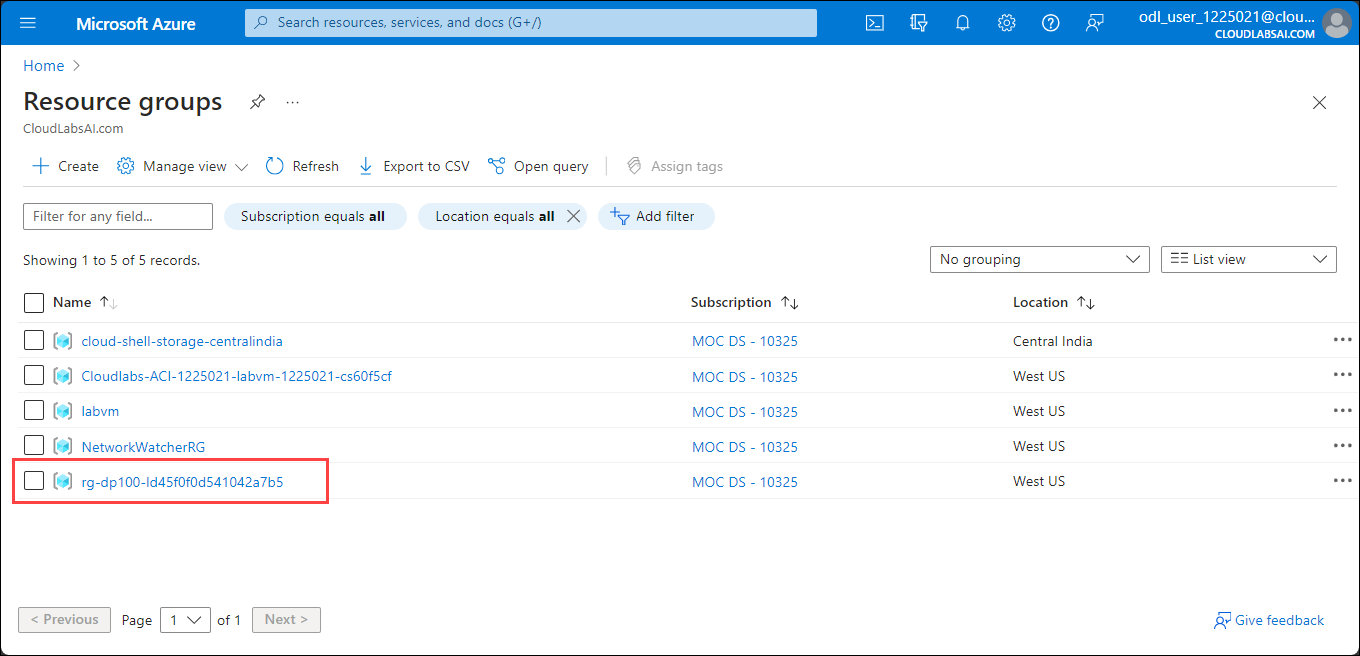 Microsoft Azure
Search resources, services, and docs (G+/)
odl_user_1225021@clou...
CLOUDLABSAI.COM
Home
Resource groups
...
CloudLabsAI.com
Create
Manage view
Refresh
Export to CSV
Open query
Assign tags
Filter for any field...
Subscription equals all
Location equals all
Add filter
Showing 1 to 5 of 5 records.
No grouping
List view
Name
Subscription
Location
cloud-shell-storage-centralindia MOC DS - 10325 Central India
Cloudlabs-ACI-1225021-labvm-1225021-cs60f5cf MOC DS - 10325 West US
labvm MOC DS - 10325 West US
NetworkWatcherRG MOC DS - 10325 West US
rg-dp100-ld45f0f0d541042a7b5 MOC DS - 10325 West US
< Previous
Page 1 of 1
Next >
Give feedback